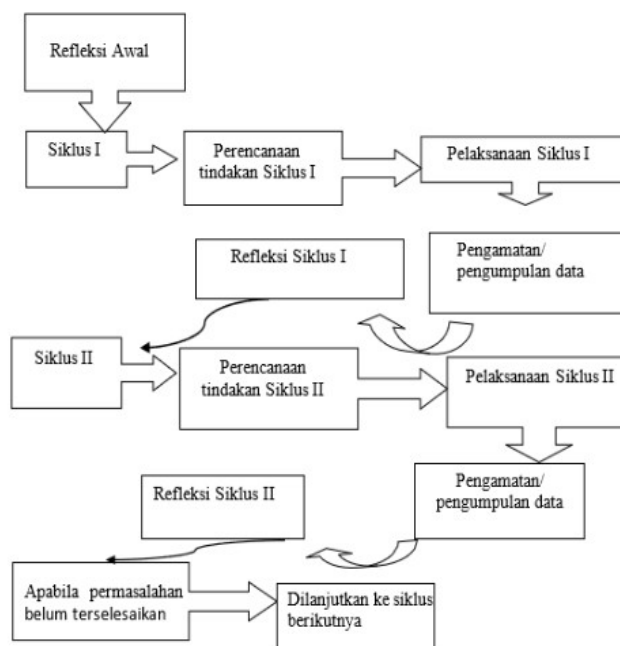 Refleksi Awal
Siklus I
Perencanaan
tindakan Siklus I
Pelaksanaan Siklus I
Pengamatan/
pengumpulan data
Refleksi Siklus I
Siklus II
Perencanaan
tindakan Siklus II
Pelaksanaan Siklus II
Pengamatan/
pengumpulan data
Refleksi Siklus II
Apabila permasalahan
belum terselesaikan
Dilanjutkan ke siklus
berikutnya